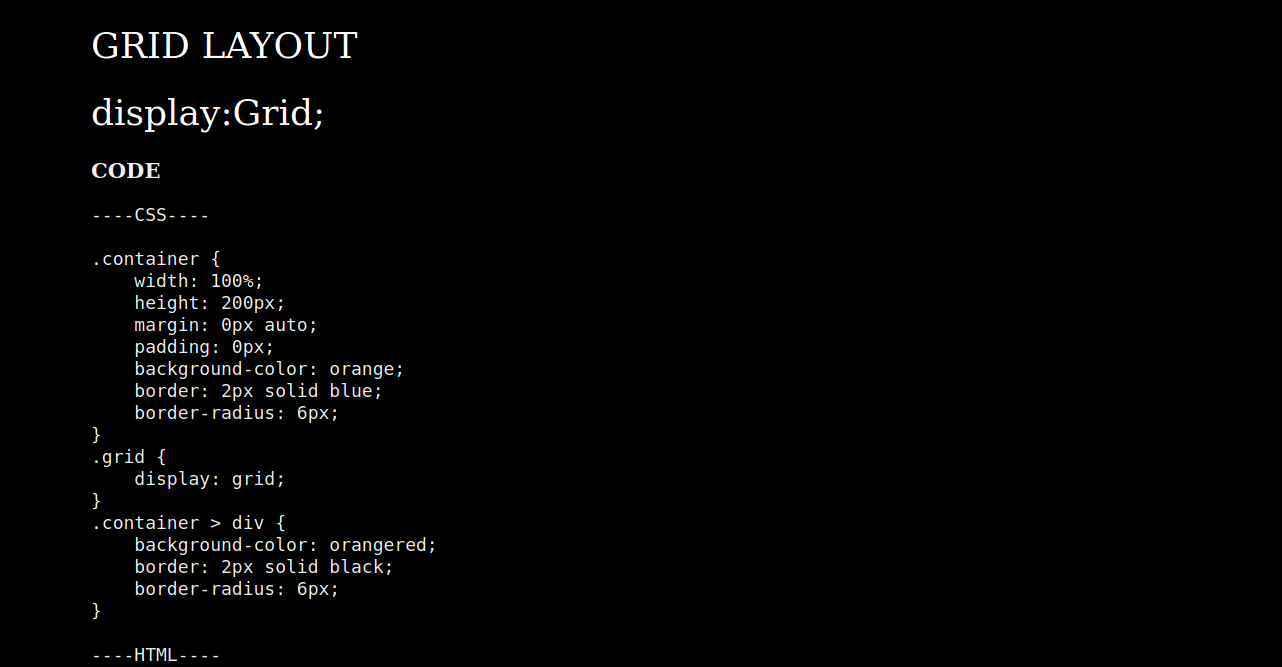 GRID LAYOUT
display:Grid;
CODE
----CSS----
.container {
    width: 100%;
    height: 200px;
    margin: 0px auto;
    padding: 0px;
    background-color: orange;
    border: 2px solid blue;
    border-radius: 6px;
}
.grid {
    display: grid;
}
.container > div {
    background-color: orangered;
    border: 2px solid black;
    border-radius: 6px;
}
----HTML----